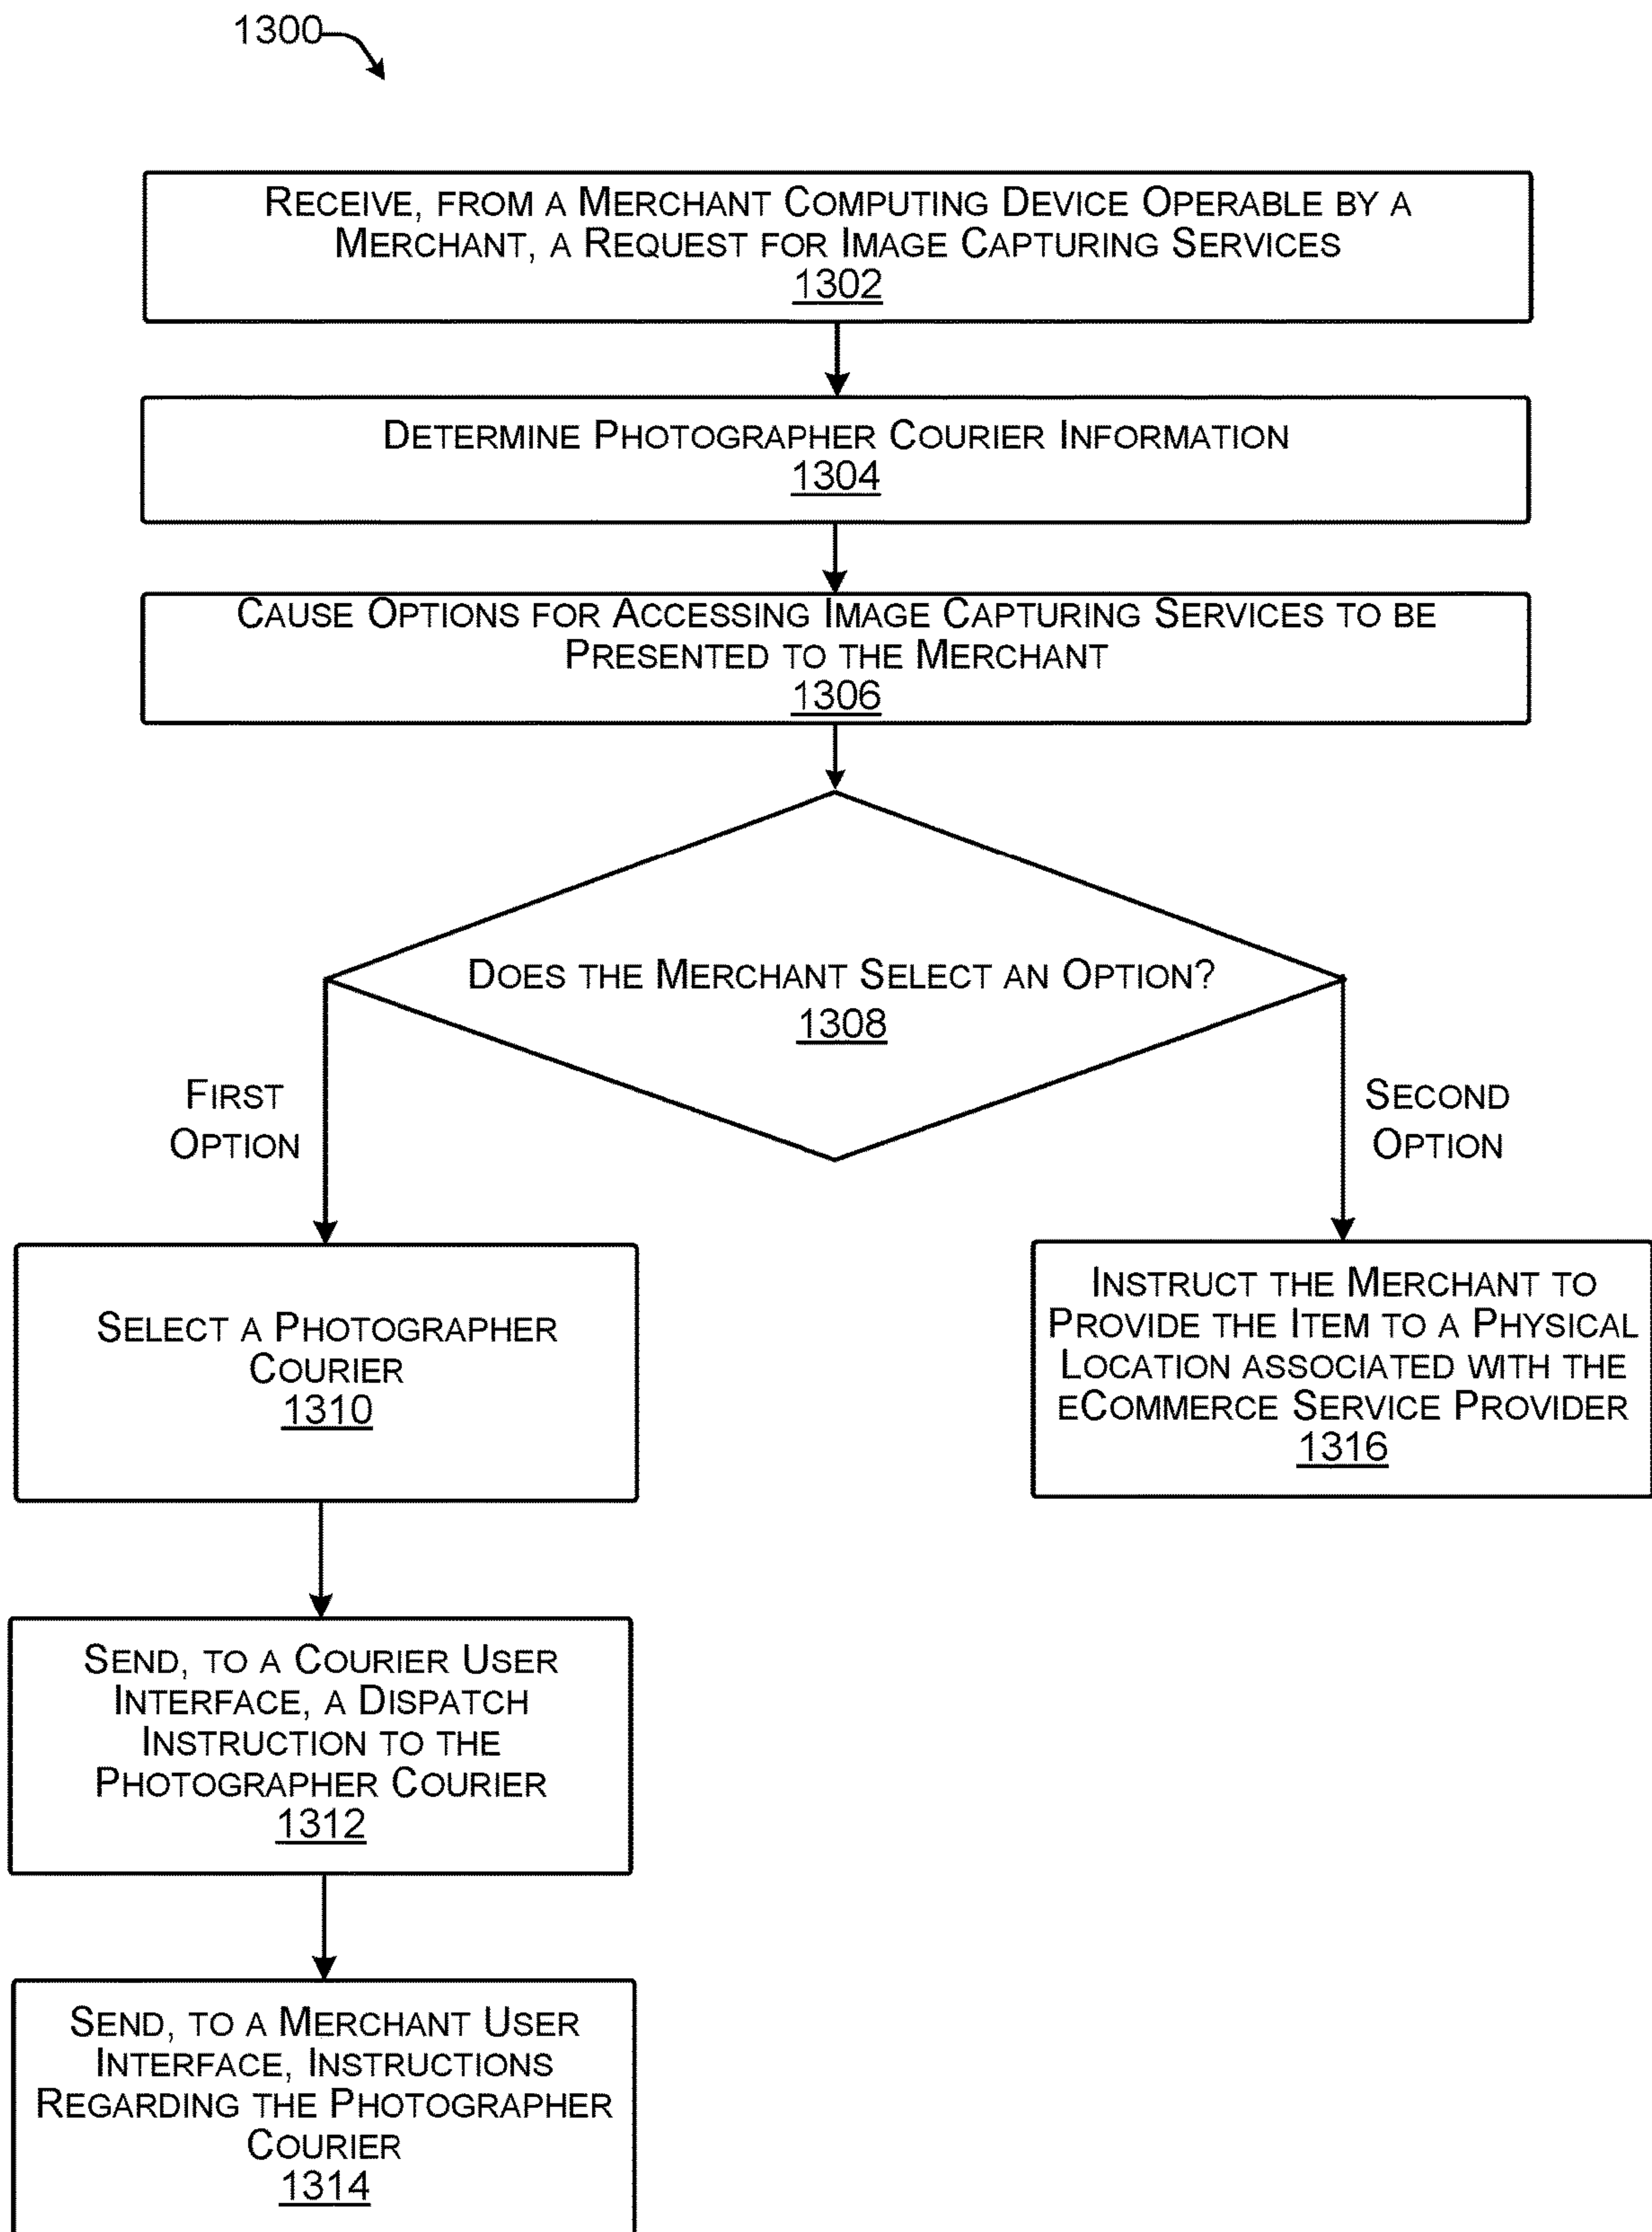 1300
Receive, from a Merchant Computing Device Operable by a
Merchant, a Request for Image Capturing Services
1302
Determine Photographer Courier Information
1304
Cause Options for Accessing Image Capturing Services to be
Presented to the Merchant
1306
Does the Merchant Select an Option?
1308
First
Option
Second
Option
Select a Photographer
Courier
1310
Instruct the Merchant to
Provide the Item to a Physical
Location associated with the
eCommerce Service Provider
1316
Send, to a Courier User
Interface, a Dispatch
Instruction to the
Photographer Courier
1312
Send, to a Merchant User
Interface, Instructions
Regarding the Photographer
Courier
1314